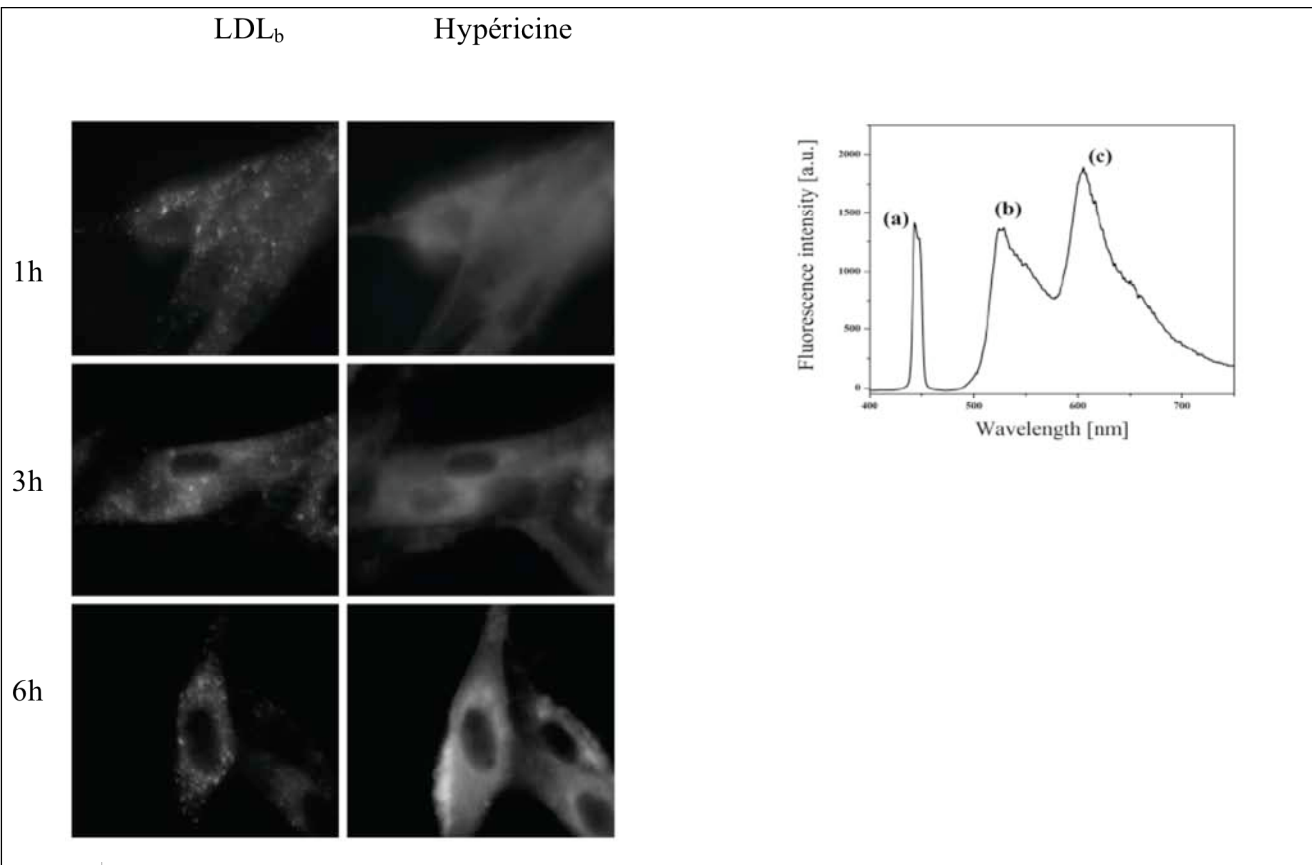 LDLb Hypéricine
1h
3h
6h
Fluorescence intensity [a.u.]
2000
1500
1000
500
0
(a)
(b)
(c)
400 500 600 700
Wavelength [nm]